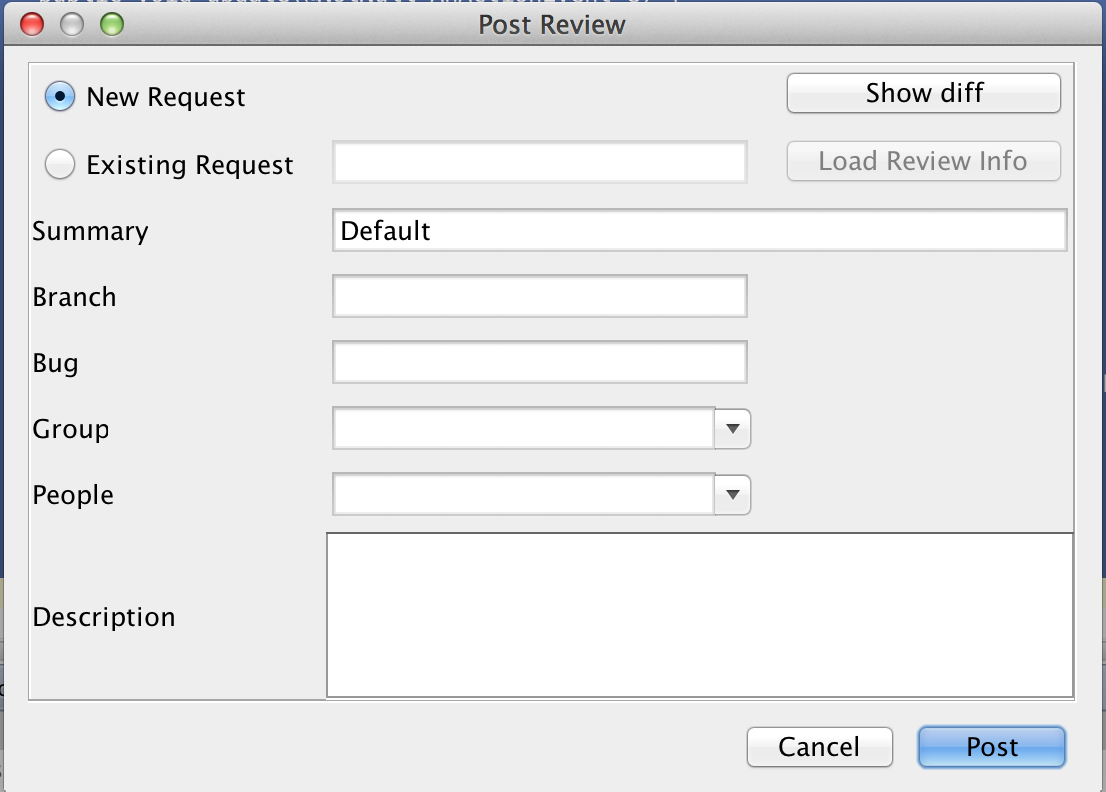 Post Review
New Request
Show diff
Existing Request
Load Review Info
Summary
Default
Branch
Bug
Group
People
Description
Cancel
Post